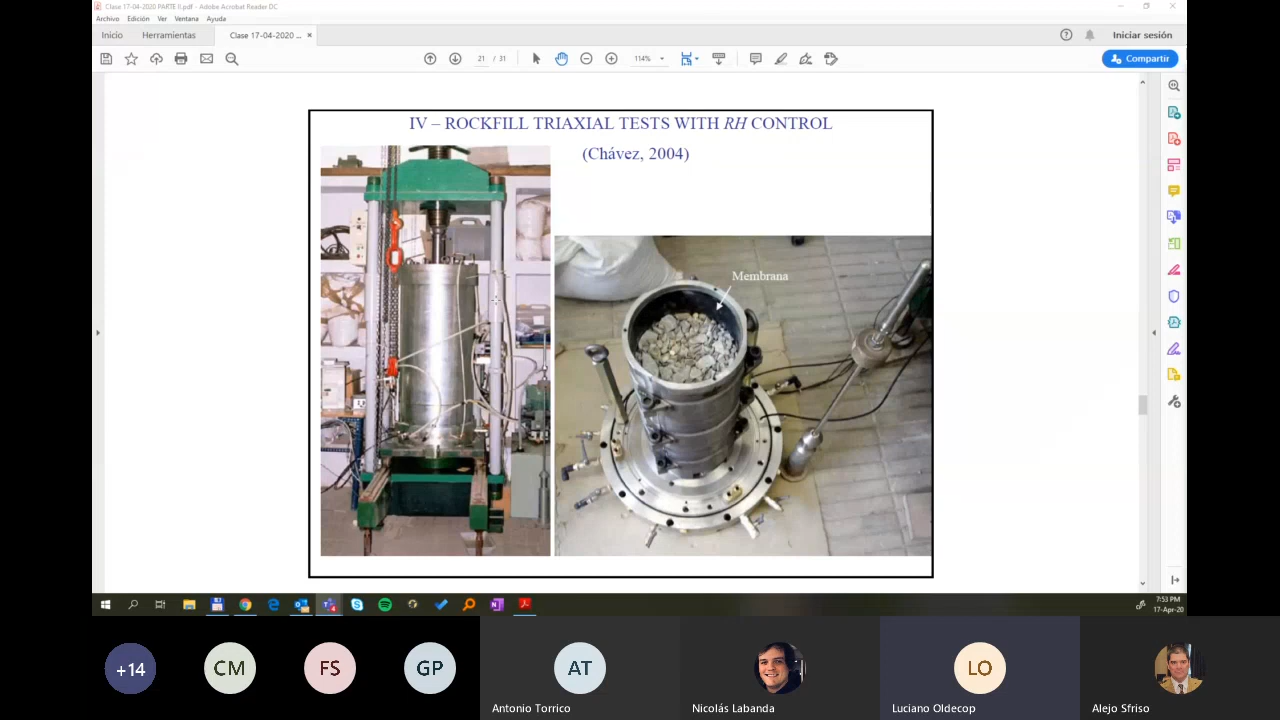 Clase 17-04-2020 PARTE II.pdf - Adobe Acrobat Reader DC
Archivo Edición Ver Ventana Ayuda
Inicio Herramientas Clase 17-04-2020 ... × Iniciar sesión
21 / 31 114% Compartir
IV – ROCKFILL TRIAXIAL TESTS WITH RH CONTROL
(Chávez, 2004)
Membrana
7:53 PM
17-Apr-20
+14 CM FS GP AT LO
Antonio Torrico Nicolás Labanda Luciano Oldecop Alejo Sfriso